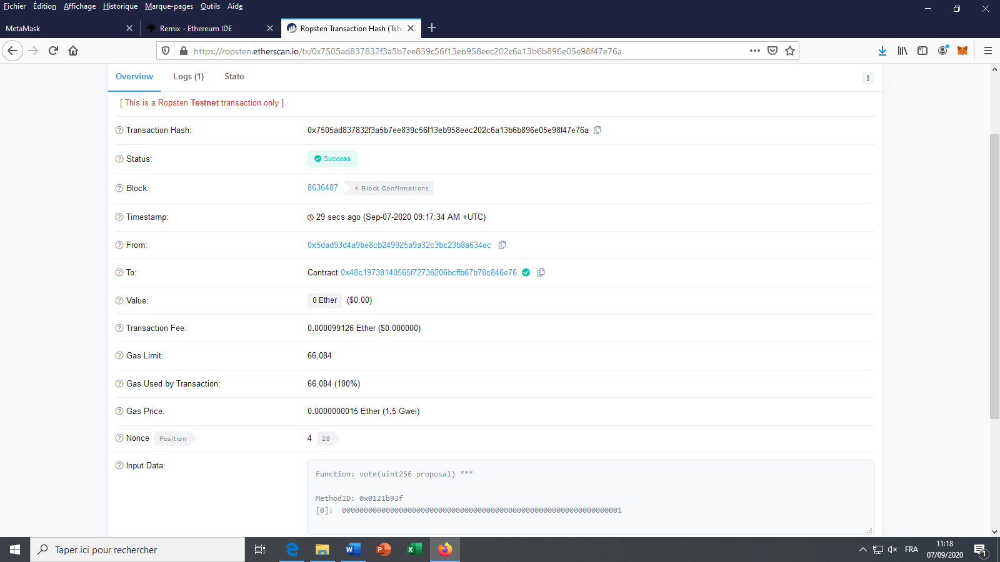 Fichier Édition Affichage Historique Marque-pages Outils Aide
MetaMask Remix - Ethereum IDE Ropsten Transaction Hash (Txh
https://ropsten.etherscan.io/tx/0x7505ad837832f3a5b7ee839c56f13eb958eec202c6a13b6b896e05e98f47e76a
Overview Logs (1) State
[ This is a Ropsten Testnet transaction only ]
Transaction Hash: 0x7505ad837832f3a5b7ee839c56f13eb958eec202c6a13b6b896e05e98f47e76a
Status: Success
Block: 8636487 4 Block Confirmations
Timestamp: 29 secs ago (Sep-07-2020 09:17:34 AM +UTC)
From: 0x5dad93d4a9be8cb249925a9a32c3bc23b8a634ec
To: Contract 0x48c19738140565f72736206bcffb67b78c846e76
Value: 0 Ether ($0.00)
Transaction Fee: 0.000099126 Ether ($0.000000)
Gas Limit: 66,084
Gas Used by Transaction: 66,084 (100%)
Gas Price: 0.0000000015 Ether (1.5 Gwei)
Nonce Position 4 28
Input Data:
Function: vote(uint256 proposal) ***
MethodID: 0x0121b93f
[0]: 0000000000000000000000000000000000000000000000000000000000000001
Taper ici pour rechercher
FRA
11:18
07/09/2020
1